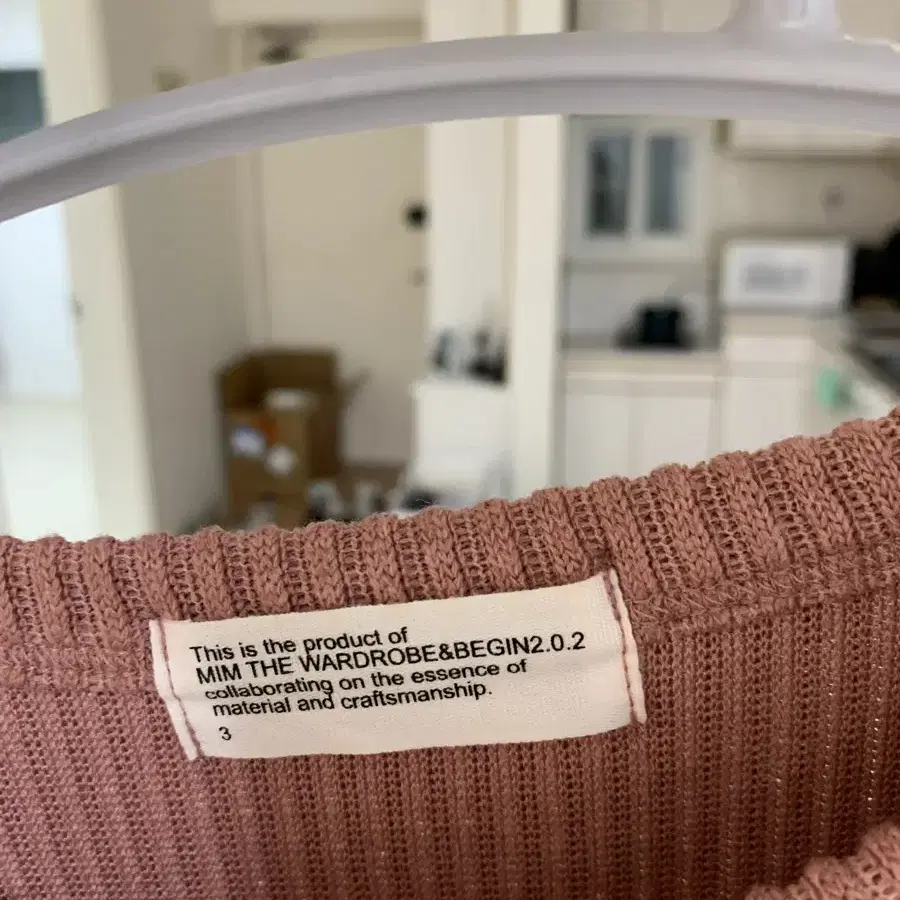 This is the product of
MIM THE WARDROBE&BEGIN2.0.2
collaborating on the essence of
material and craftsmanship.
3